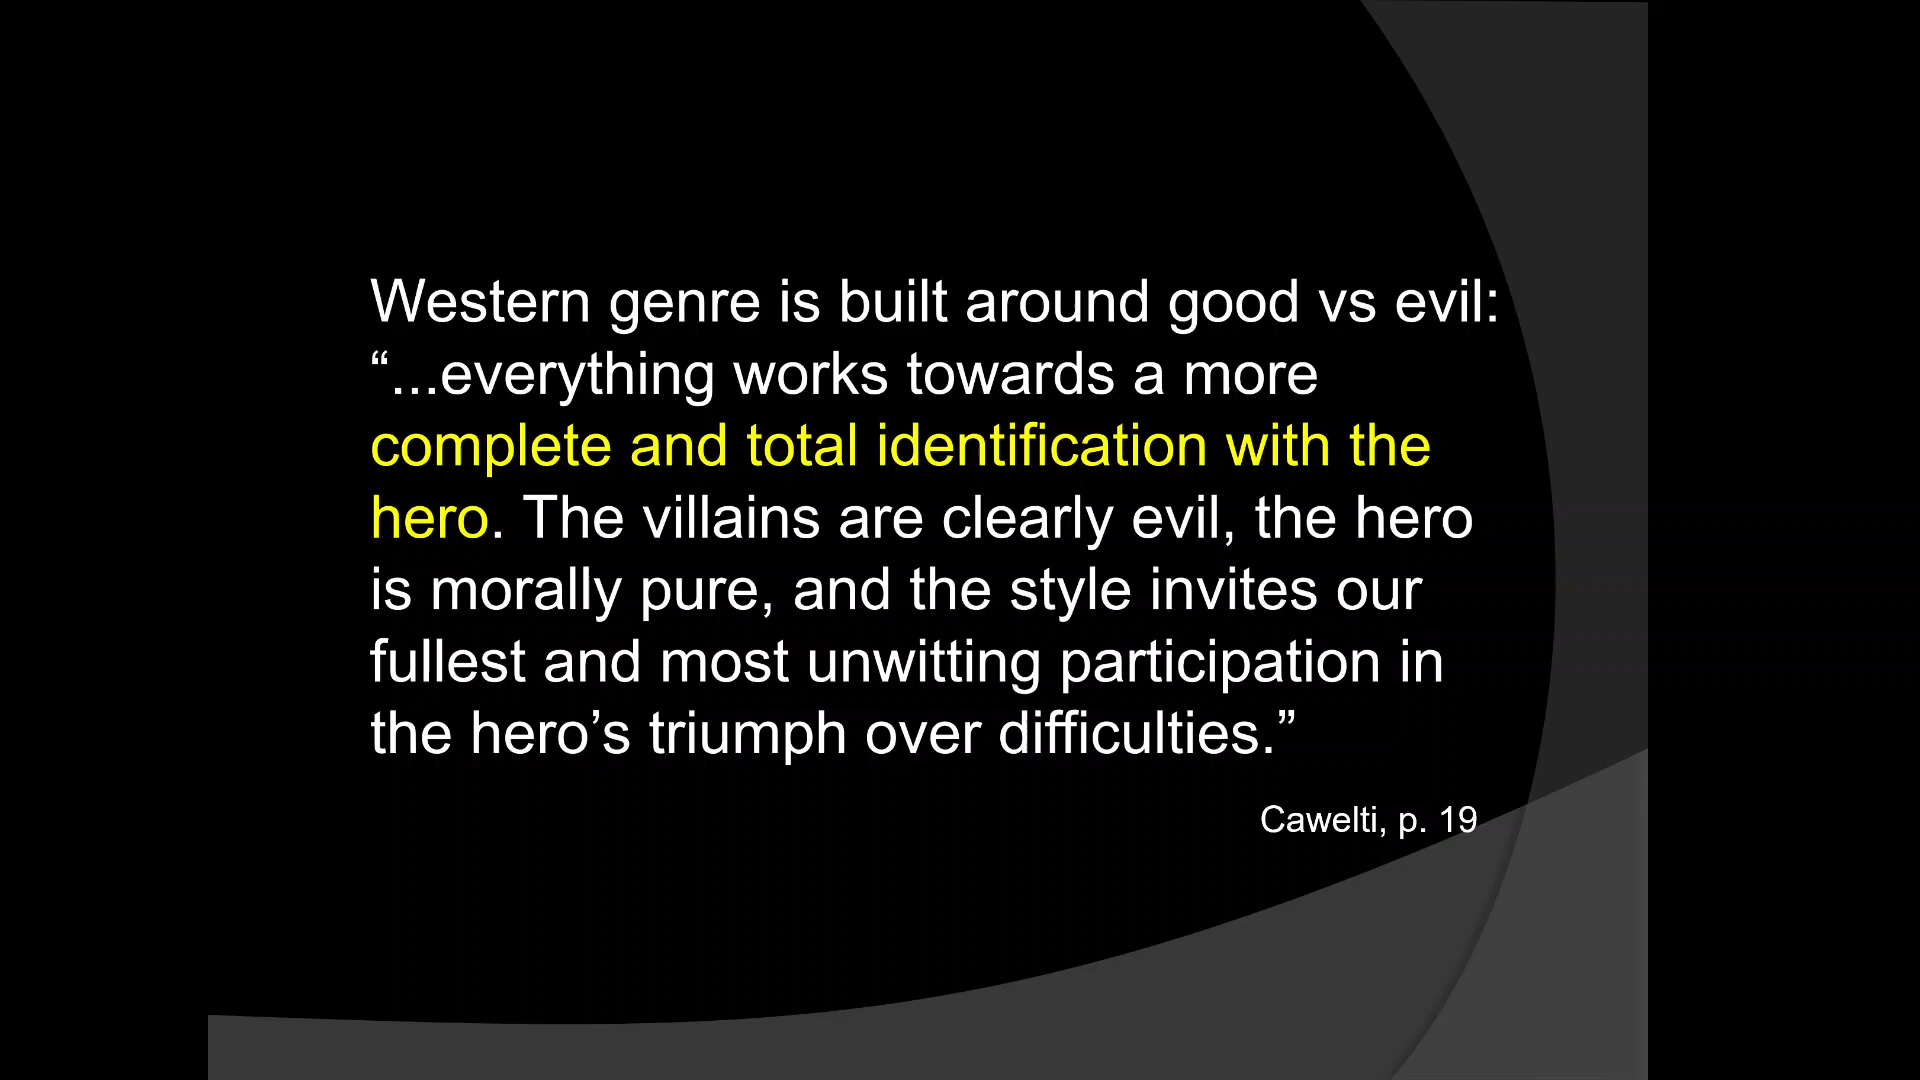 Western genre is built around good vs evil:
“...everything works towards a more
complete and total identification with the
hero. The villains are clearly evil, the hero
is morally pure, and the style invites our
fullest and most unwitting participation in
the hero’s triumph over difficulties.”
Cawelti, p. 19